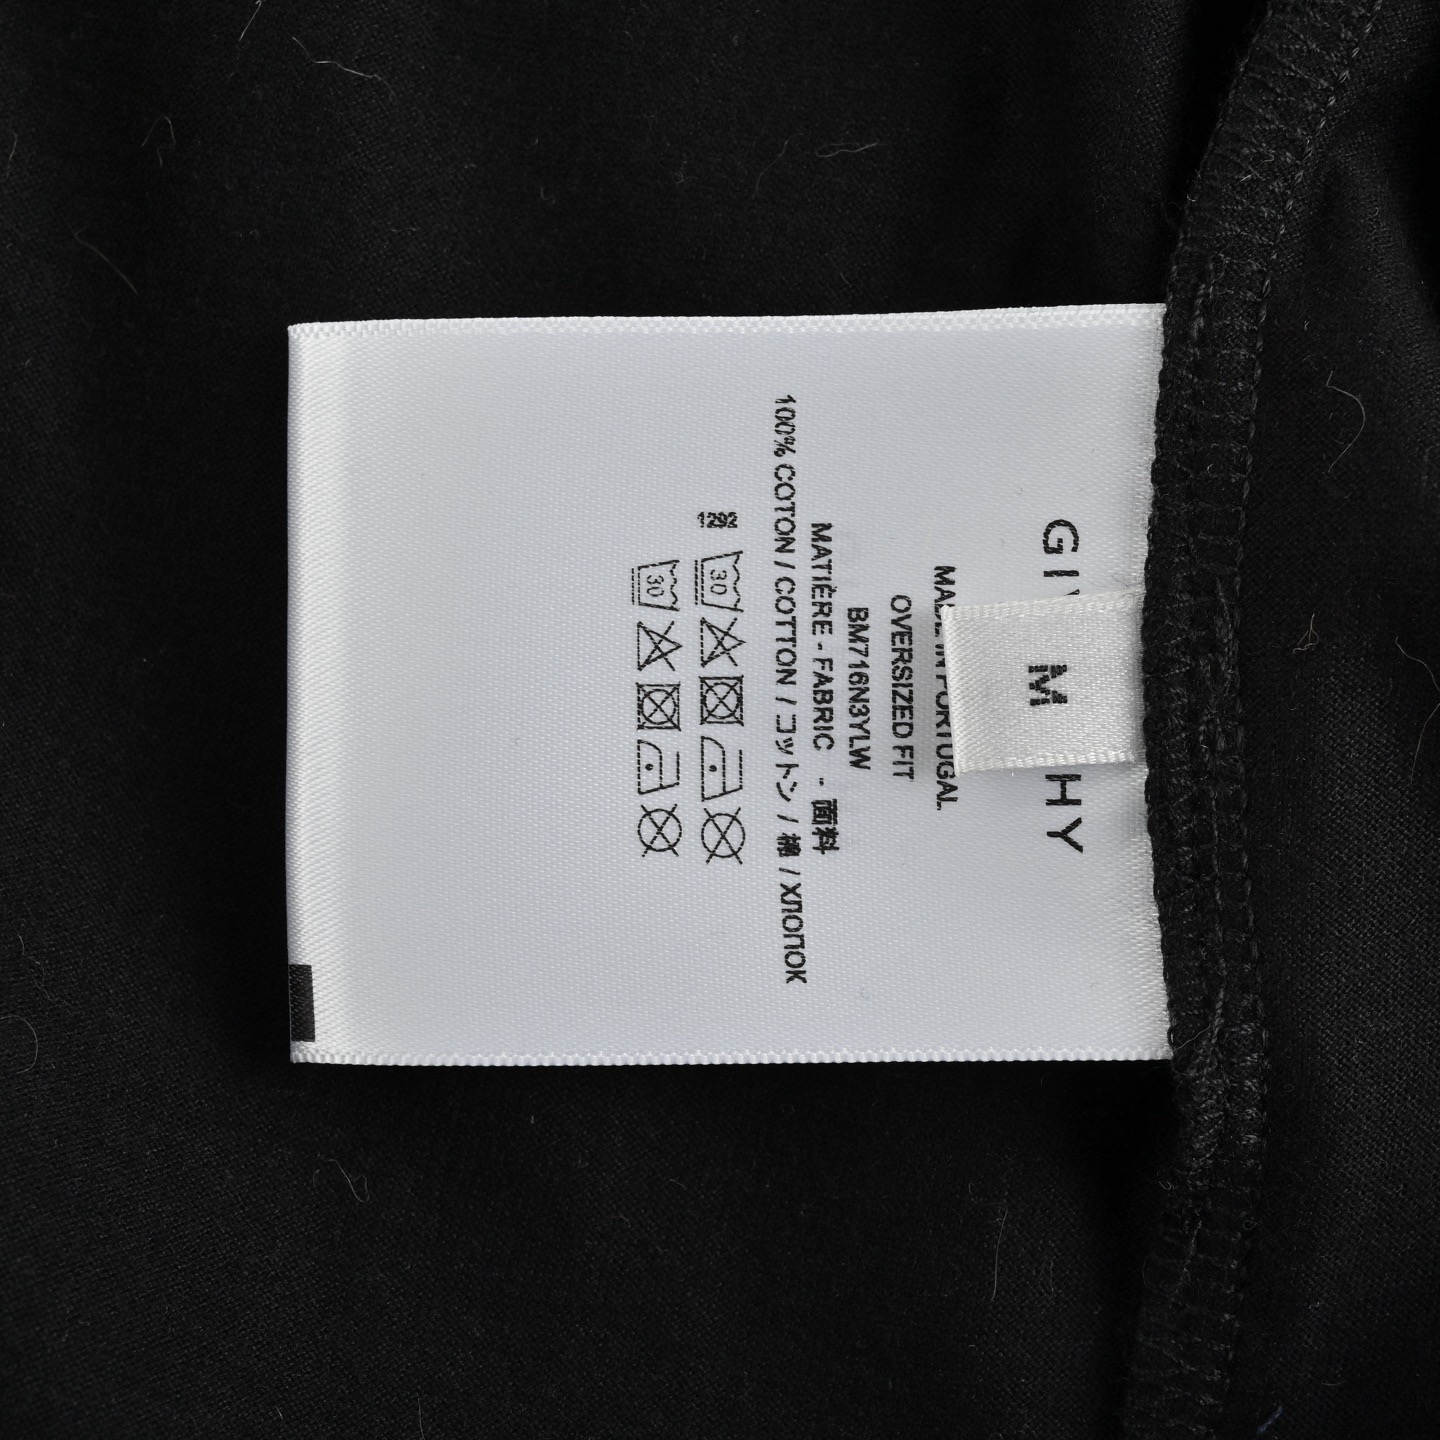 GIV HY
M
MADE IN PORTUGAL
OVERSIZED FIT
BM716N3YLW
MATIÈRE - FABRIC - 面料
100% COTON / COTTON / コットン / 棉 / ХЛОПОК
1292
30
30